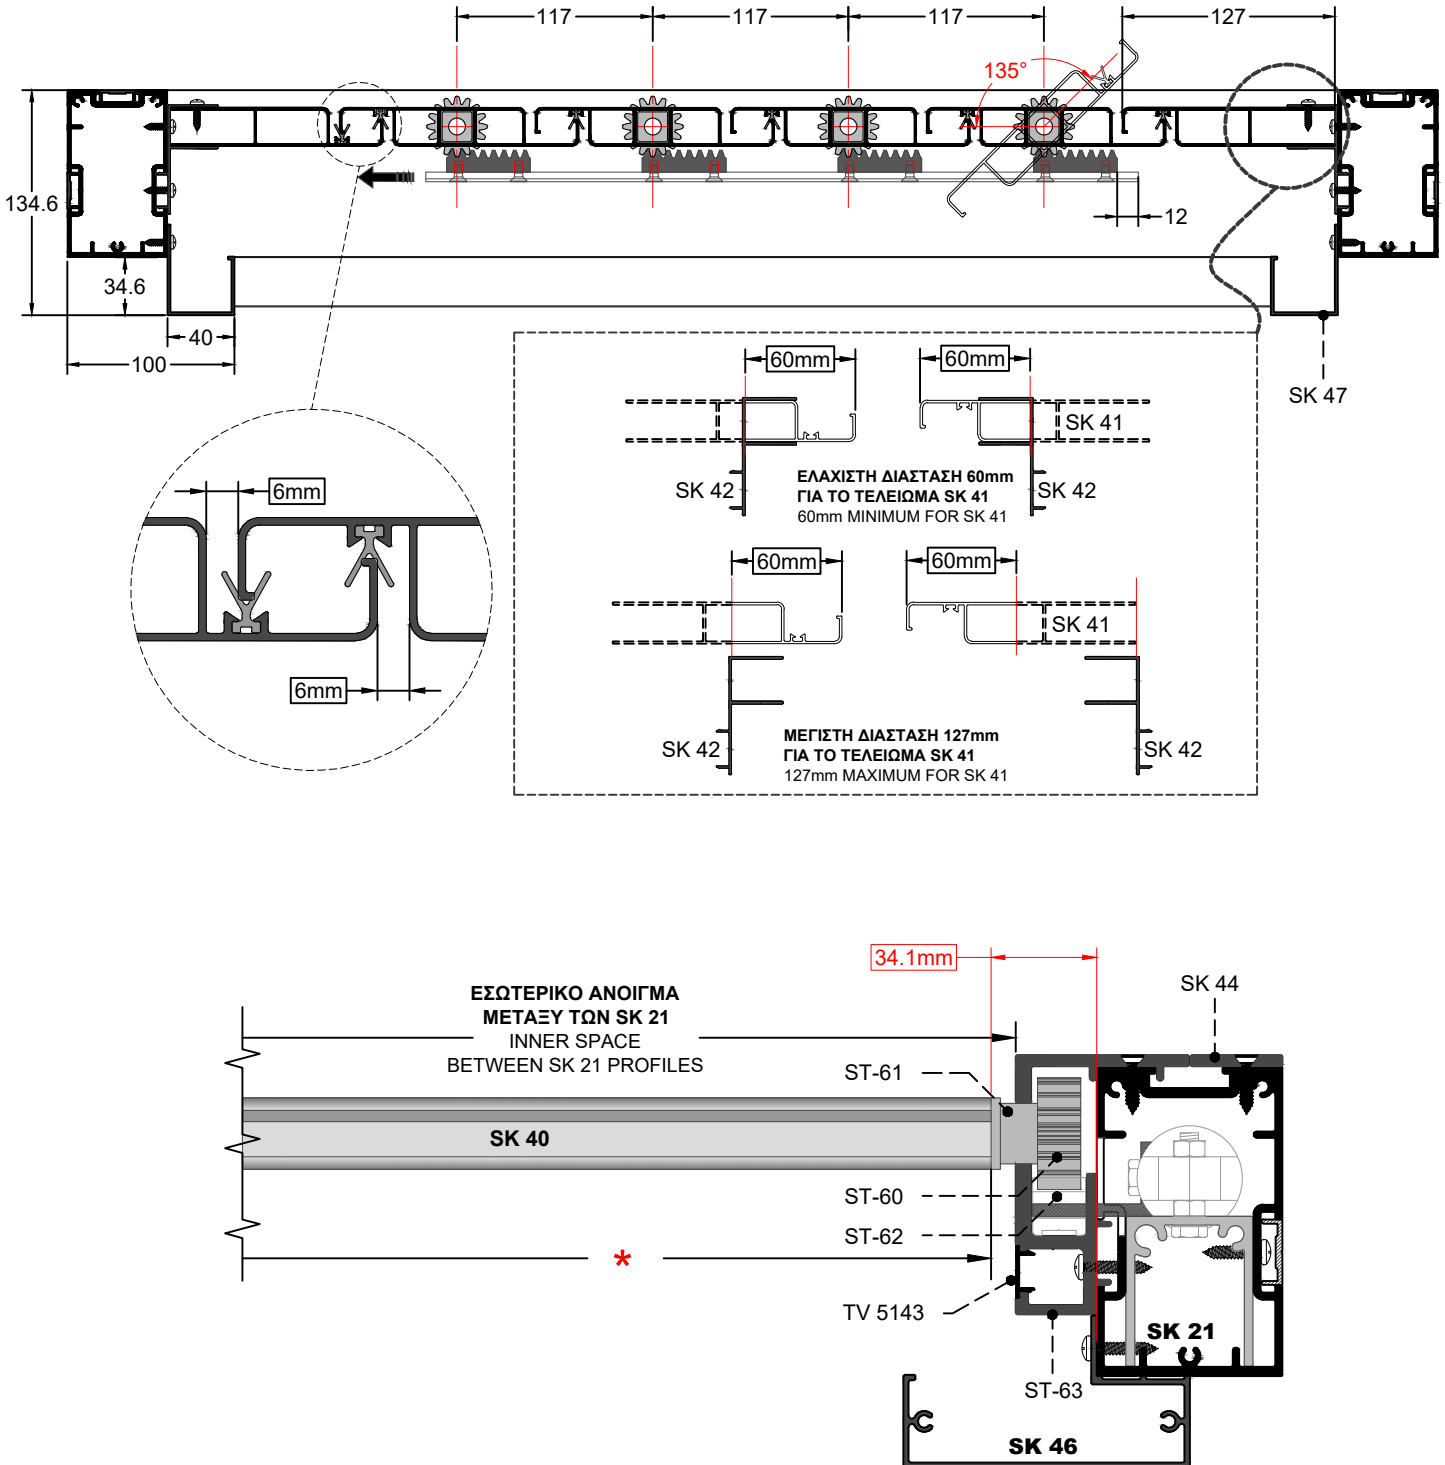 117
117
117
127
135°
134.6
34.6
12
40
100
SK 47
60mm
60mm
SK 41
SK 42
SK 42
ΕΛΑΧΙΣΤΗ ΔΙΑΣΤΑΣΗ 60mm
ΓΙΑ ΤΟ ΤΕΛΕΙΩΜΑ SK 41
60mm MINIMUM FOR SK 41
6mm
6mm
60mm
60mm
SK 41
SK 42
SK 42
ΜΕΓΙΣΤΗ ΔΙΑΣΤΑΣΗ 127mm
ΓΙΑ ΤΟ ΤΕΛΕΙΩΜΑ SK 41
127mm MAXIMUM FOR SK 41
34.1mm
SK 44
ΕΣΩΤΕΡΙΚΟ ΑΝΟΙΓΜΑ
ΜΕΤΑΞΥ ΤΩΝ SK 21
INNER SPACE
BETWEEN SK 21 PROFILES
ST-61
SK 40
ST-60
ST-62
*
TV 5143
SK 21
ST-63
SK 46